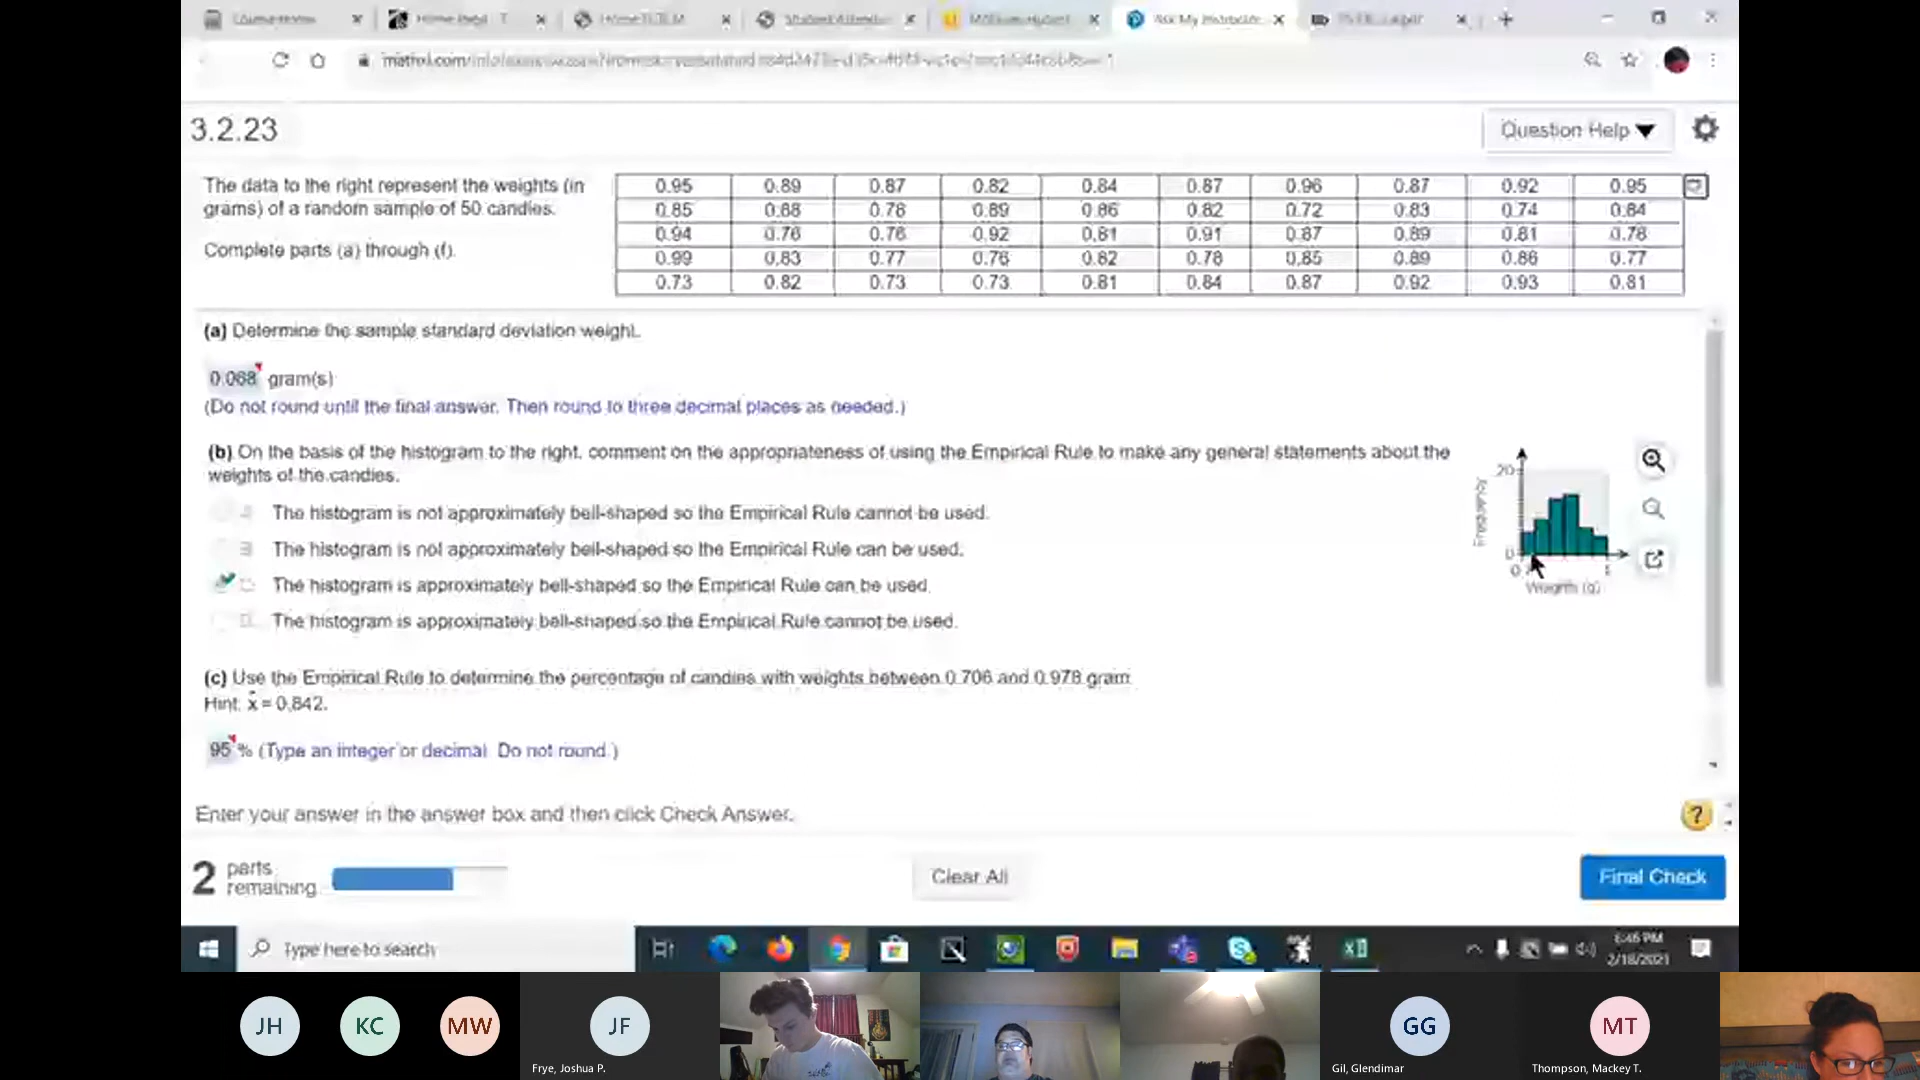 3.2.23
Question Help
The data to the right represent the weights (in
grams) of a random sample of 50 candies.
Complete parts (a) through (f).
0.95 0.89 0.87 0.82 0.84 0.87 0.96 0.87 0.92 0.95
0.85 0.68 0.78 0.89 0.86 0.82 0.72 0.83 0.74 0.84
0.94 0.76 0.76 0.92 0.81 0.91 0.87 0.89 0.81 0.78
0.99 0.83 0.77 0.76 0.82 0.78 0.85 0.89 0.86 0.77
0.73 0.82 0.73 0.73 0.81 0.84 0.87 0.92 0.93 0.81
(a) Determine the sample standard deviation weight.
0.068 gram(s)
(Do not round until the final answer. Then round to three decimal places as needed.)
(b) On the basis of the histogram to the right, comment on the appropriateness of using the Empirical Rule to make any general statements about the
weights of the candies.
The histogram is not approximately bell-shaped so the Empirical Rule cannot be used.
The histogram is not approximately bell-shaped so the Empirical Rule can be used.
The histogram is approximately bell-shaped so the Empirical Rule can be used.
The histogram is approximately bell-shaped so the Empirical Rule cannot be used.
20
Frequency
0
Weights (g)
(c) Use the Empirical Rule to determine the percentage of candies with weights between 0.706 and 0.978 gram
Hint: x̄ = 0.842.
95 % (Type an integer or decimal. Do not round.)
Enter your answer in the answer box and then click Check Answer.
?
2 parts
remaining
Clear All
Final Check
Type here to search
6:46 PM
2/18/2021
JH
KC
MW
JF
Frye, Joshua P.
GG
Gil, Glendimar
MT
Thompson, Mackey T.